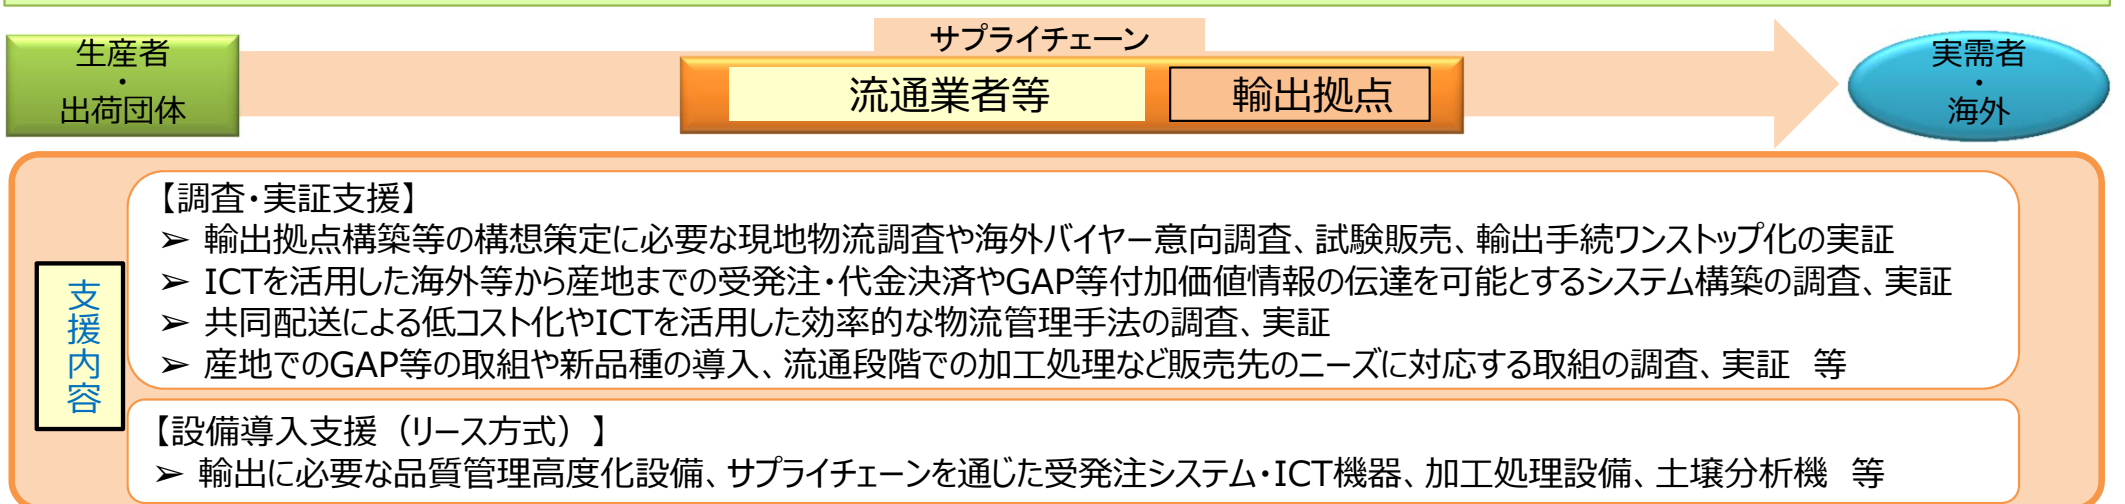 サプライチェーン
生産者
・
出荷団体
流通業者等
輸出拠点
実需者
・
海外
支援内容
【調査・実証支援】
➢ 輸出拠点構築等の構想策定に必要な現地物流調査や海外バイヤー意向調査、試験販売、輸出手続ワンストップ化の実証
➢ ICTを活用した海外等から産地までの受発注・代金決済やGAP等付加価値情報の伝達を可能とするシステム構築の調査、実証
➢ 共同配送による低コスト化やICTを活用した効率的な物流管理手法の調査、実証
➢ 産地でのGAP等の取組や新品種の導入、流通段階での加工処理など販売先のニーズに対応する取組の調査、実証　等
【設備導入支援（リース方式）】
➢ 輸出に必要な品質管理高度化設備、サプライチェーンを通じた受発注システム・ICT機器、加工処理設備、土壌分析機　等